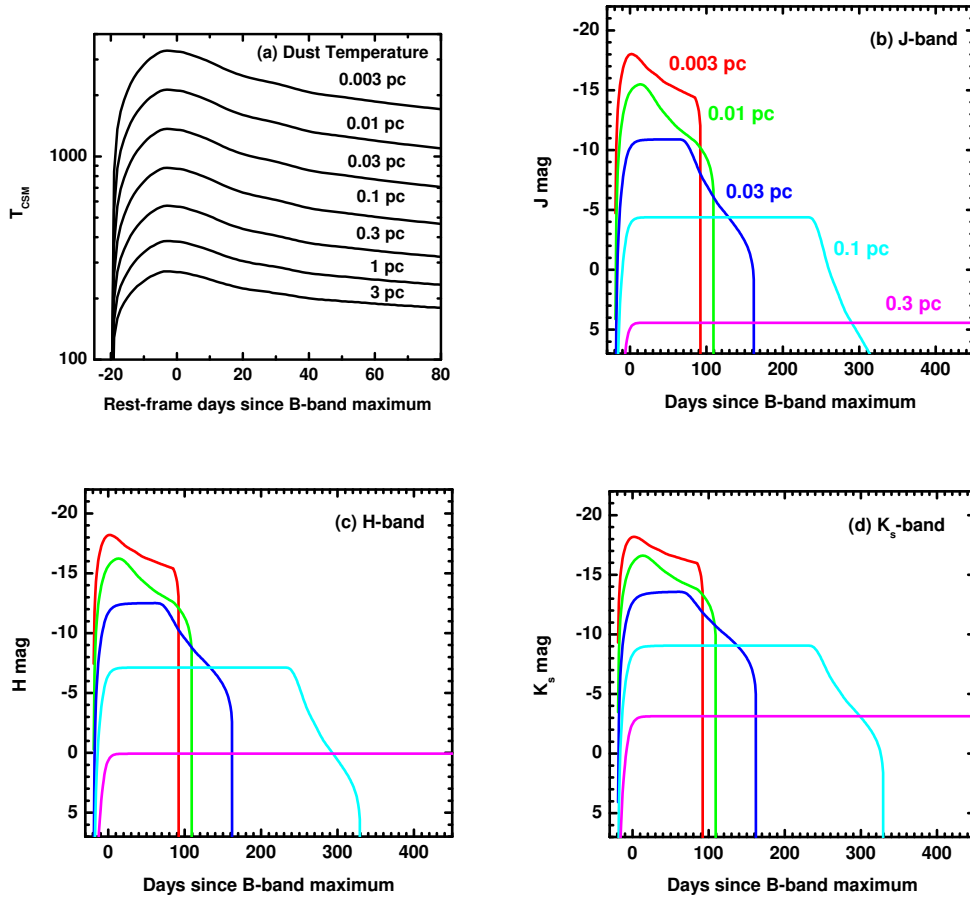 (a) Dust Temperature
0.003 pc
0.01 pc
0.03 pc
0.1 pc
0.3 pc
1 pc
3 pc
1000
100
T_CSM
-20 0 20 40 60 80
Rest-frame days since B-band maximum
(b) J-band
0.003 pc
0.01 pc
0.03 pc
0.1 pc
0.3 pc
-20
-15
-10
-5
0
5
J mag
0 100 200 300 400
Days since B-band maximum
(c) H-band
-20
-15
-10
-5
0
5
H mag
0 100 200 300 400
Days since B-band maximum
(d) K_s-band
-20
-15
-10
-5
0
5
K_s mag
0 100 200 300 400
Days since B-band maximum